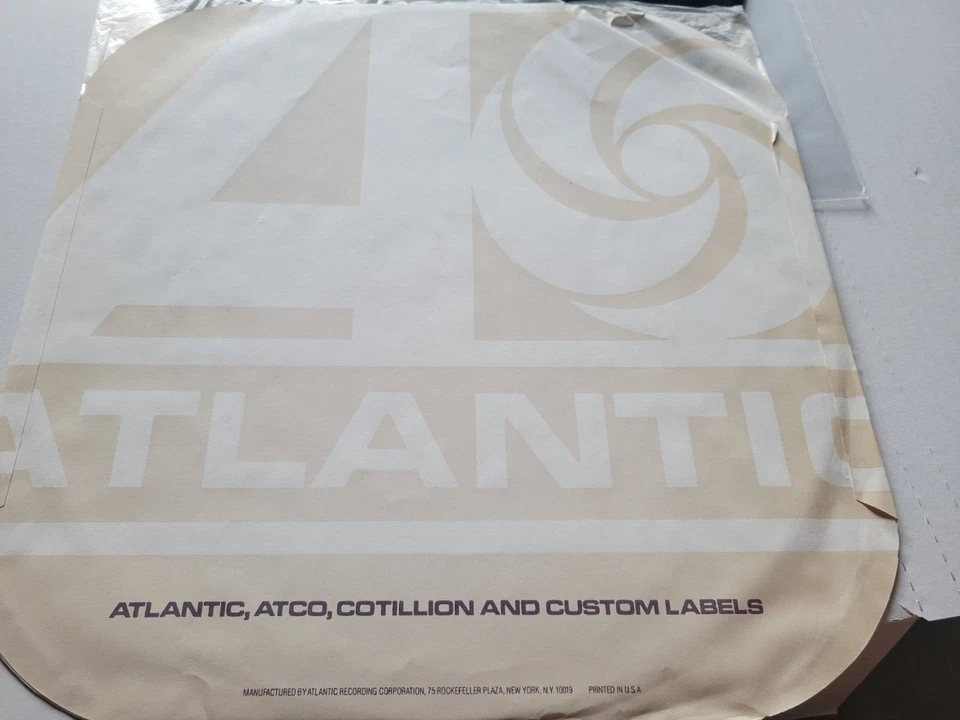 ATLANTIC
ATLANTIC, ATCO, COTILLION AND CUSTOM LABELS
MANUFACTURED BY ATLANTIC RECORDING CORPORATION, 75 ROCKEFELLER PLAZA, NEW YORK, N.Y. 10019 PRINTED IN U.S.A